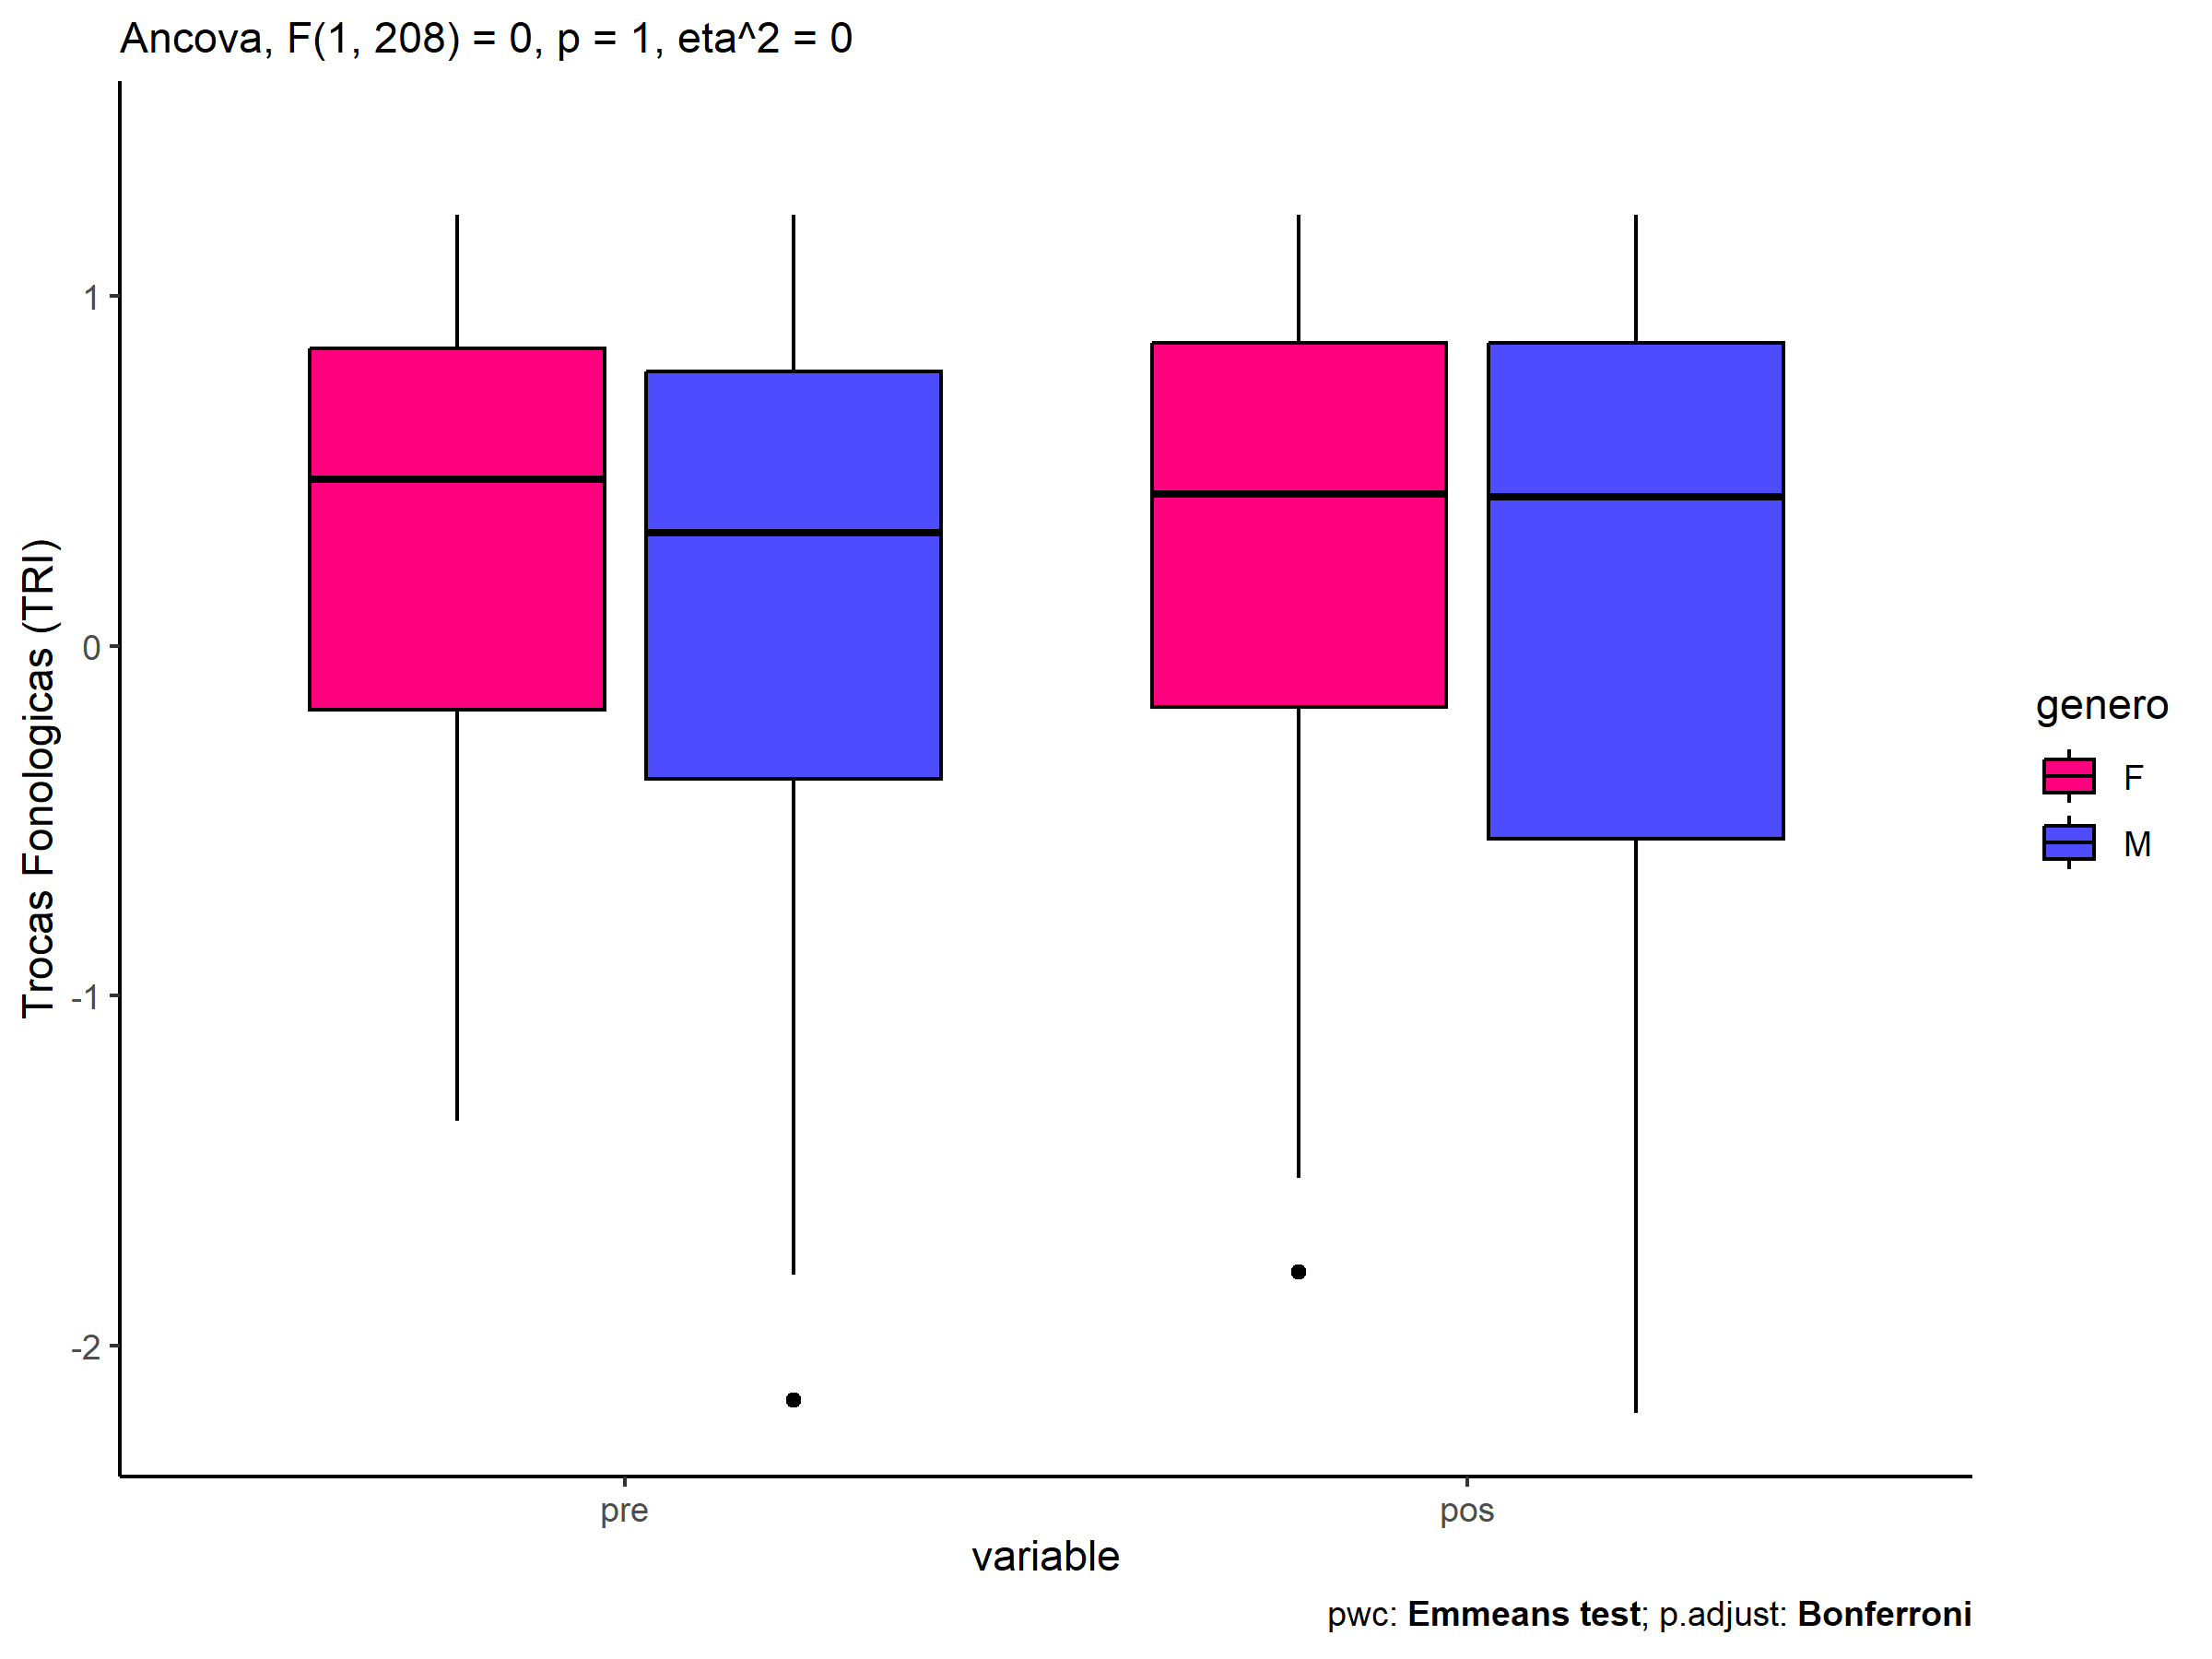 Ancova, F(1, 208) = 0, p = 1, eta^2 = 0
Trocas Fonologicas (TRI)
1
0
-1
-2
pre
pos
variable
genero
F
M
pwc: Emmeans test; p.adjust: Bonferroni